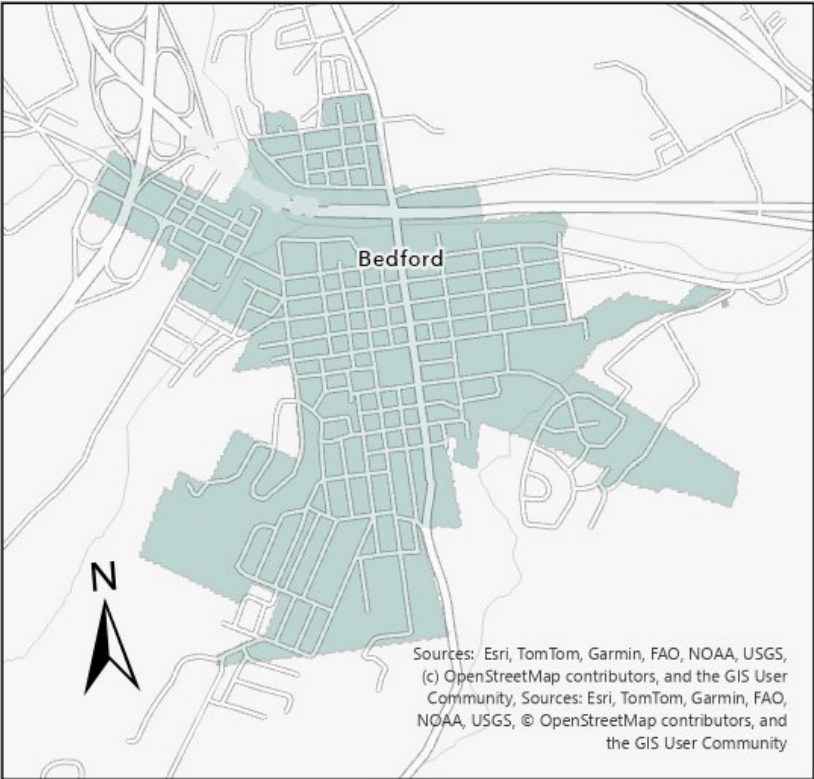 Bedford
N
Sources: Esri, TomTom, Garmin, FAO, NOAA, USGS,
(c) OpenStreetMap contributors, and the GIS User
Community, Sources: Esri, TomTom, Garmin, FAO,
NOAA, USGS, © OpenStreetMap contributors, and
the GIS User Community